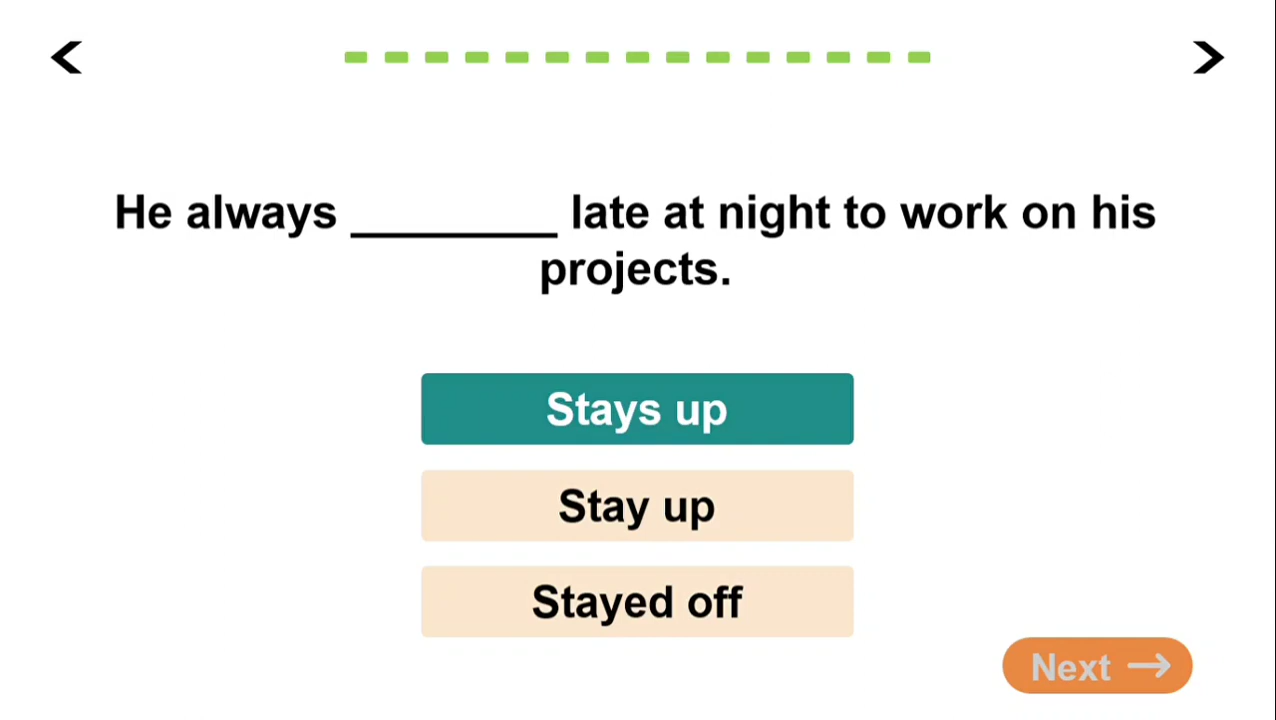 He always _________ late at night to work on his
projects.
Stays up
Stay up
Stayed off
Next →